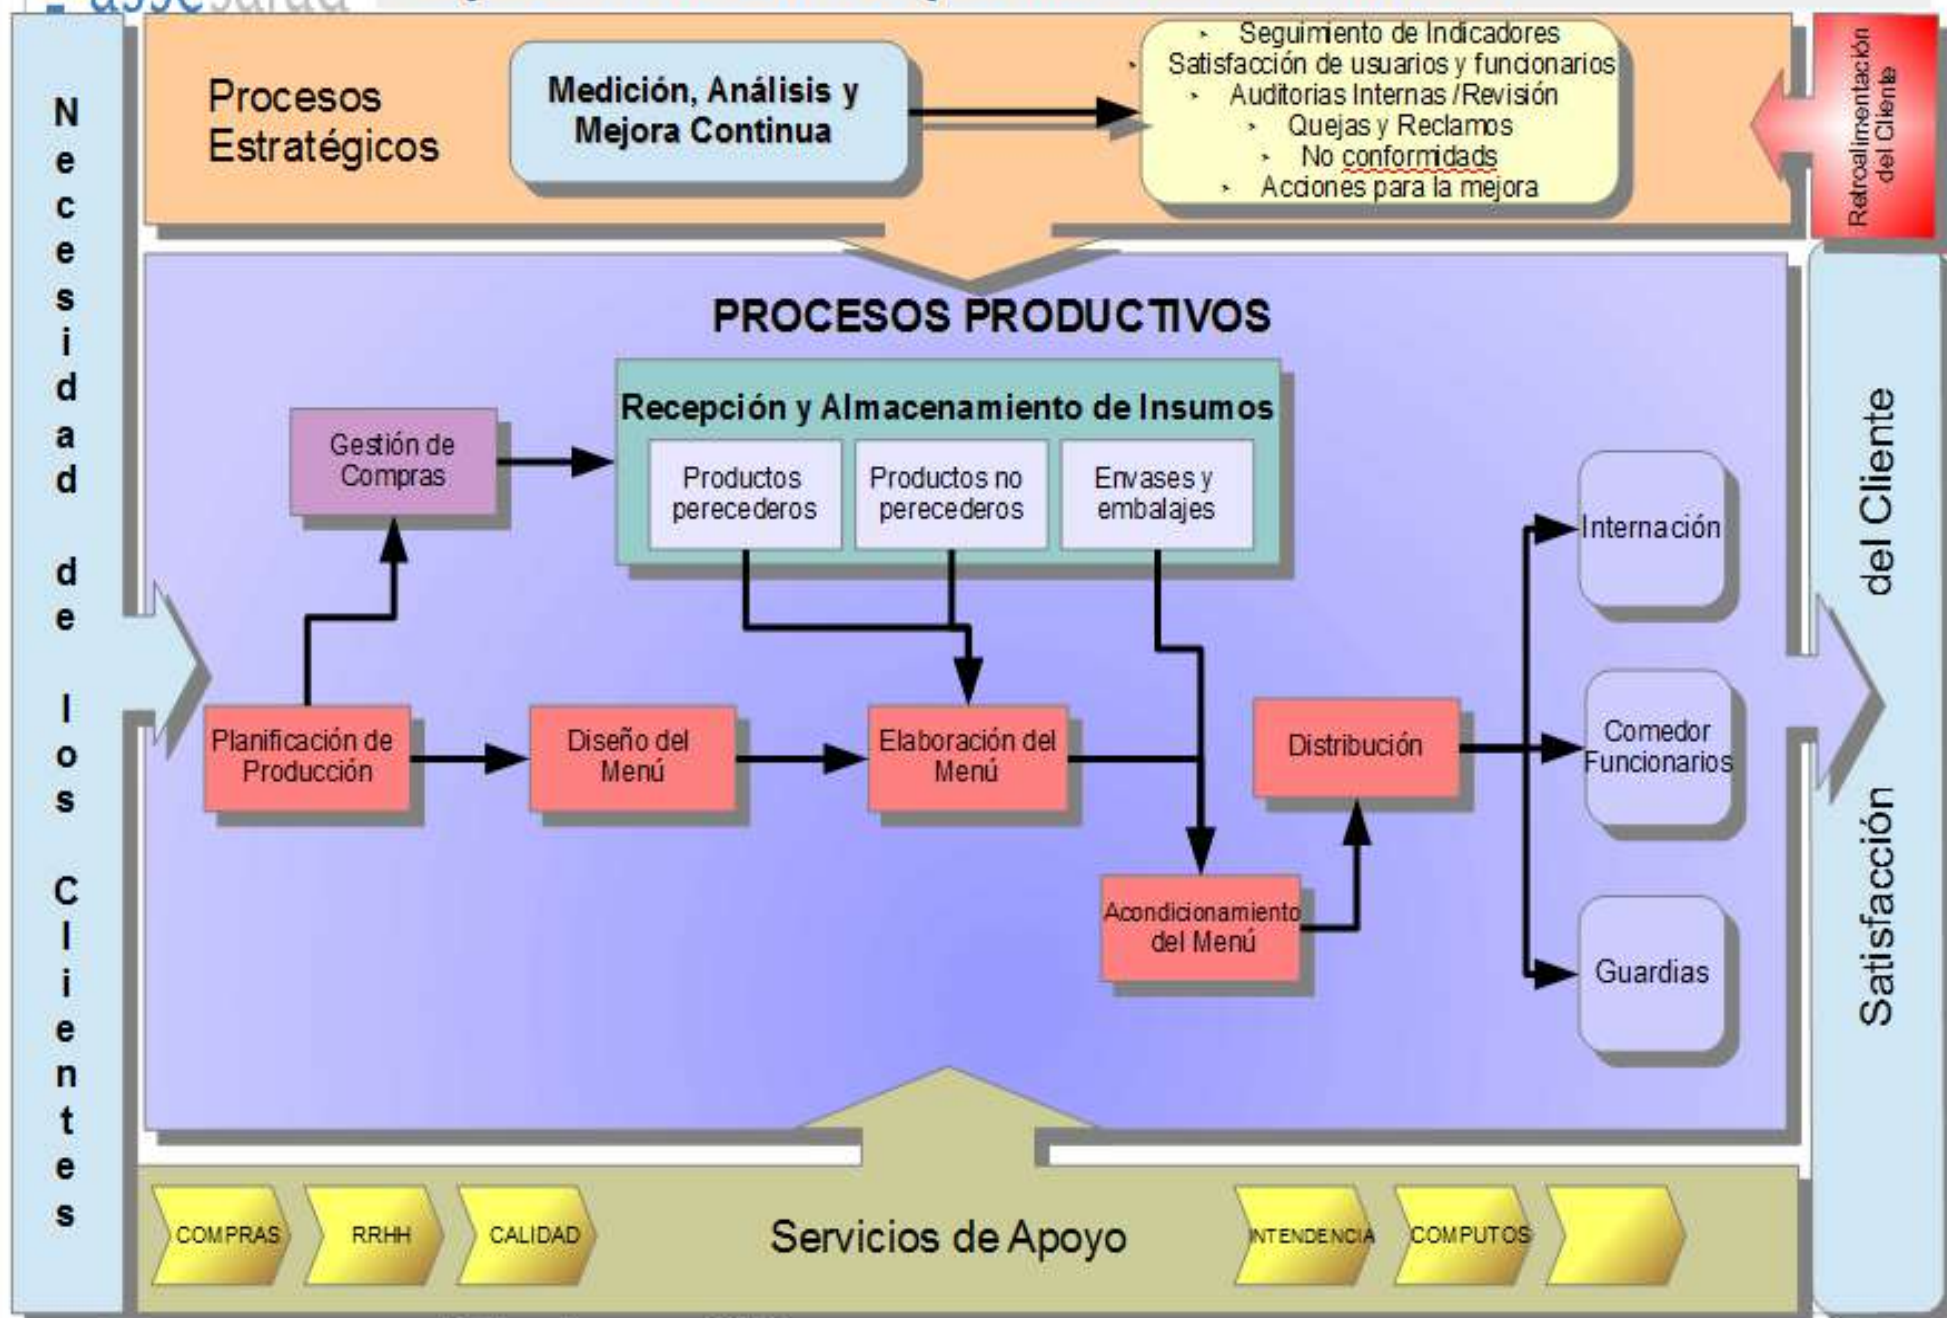 Necesidad de los Clientes
Procesos
Estratégicos
Medición, Análisis y
Mejora Continua
Seguimiento de Indicadores
Satisfacción de usuarios y funcionarios
Auditorias Internas /Revisión
Quejas y Reclamos
No conformidads
Acciones para la mejora
Retroalimentación
del Cliente
PROCESOS PRODUCTIVOS
Recepción y Almacenamiento de Insumos
Gestión de
Compras
Productos
perecederos
Productos no
perecederos
Envases y
embalajes
Internación
Planificación de
Producción
Diseño del
Menú
Elaboración del
Menú
Distribución
Comedor
Funcionarios
Acondicionamiento
del Menú
Guardias
Satisfacción del Cliente
COMPRAS
RRHH
CALIDAD
Servicios de Apoyo
INTENDENCIA
COMPUTOS